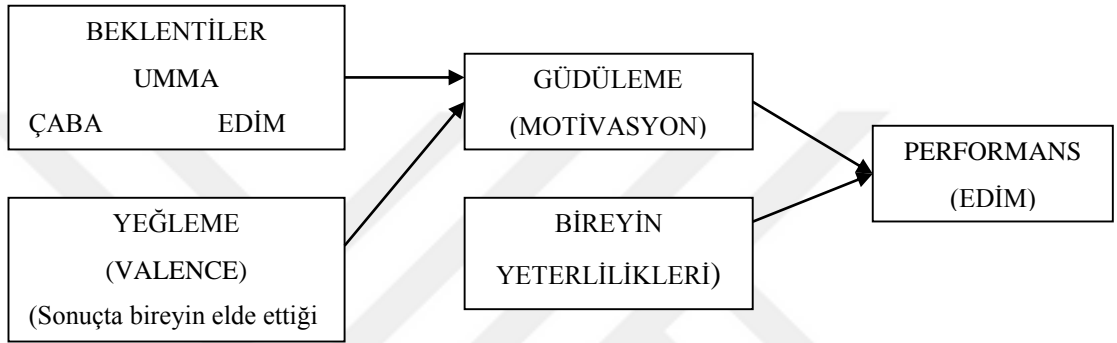 BEKLENTİLER
UMMA
ÇABA EDİM
YEĞLEME
(VALENCE)
(Sonuçta bireyin elde ettiği
GÜDÜLEME
(MOTİVASYON)
BİREYİN
YETERLİLİKLERİ)
PERFORMANS
(EDİM)